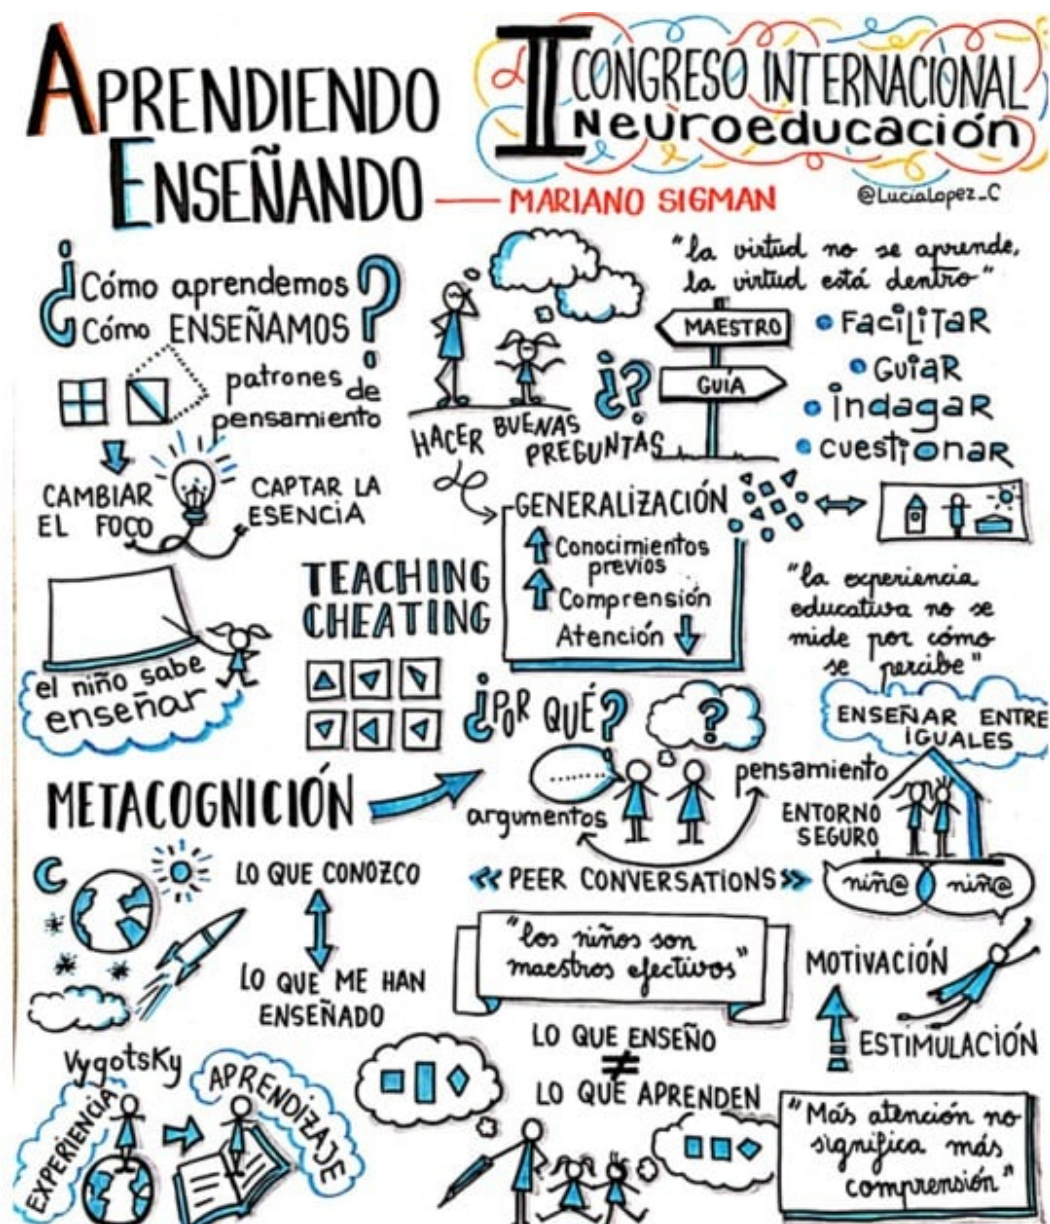 APRENDIENDO
ENSEÑANDO
I CONGRESO INTERNACIONAL
Neuroeducación
MARIANO SIGMAN
@LuciaLopez_C
¿Cómo aprendemos
Cómo ENSEÑAMOS?
patrones de
pensamiento
CAMBIAR
EL FOCO
CAPTAR LA
ESENCIA
HACER BUENAS
PREGUNTAS
¿?
"la virtud no se aprende,
la virtud está dentro"
MAESTRO
GUÍA
FACILITAR
GUIAR
indagar
cuestionar
GENERALIZACIÓN
Conocimientos
previos
Comprensión
Atención
"la experiencia
educativa no se
mide por cómo
se percibe"
el niño sabe
enseñar
TEACHING
CHEATING
¿POR QUÉ?
?
argumentos
pensamiento
ENSEÑAR ENTRE
IGUALES
ENTORNO
SEGURO
niñ@ niñ@
METACOGNICIÓN
LO QUE CONOZCO
LO QUE ME HAN
ENSEÑADO
<< PEER CONVERSATIONS >>
"los niños son
maestros efectivos"
MOTIVACIÓN
ESTIMULACIÓN
LO QUE ENSEÑO
≠
LO QUE APRENDEN
Vygotsky
EXPERIENCIA
APRENDIZAJE
"Más atención no
significa más
comprensión"